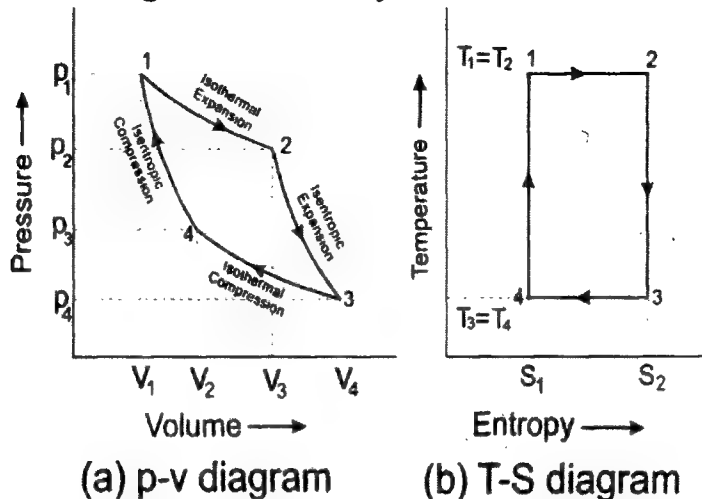 1
Isothermal
Expansion
2
Isentropic
Compression
Isentropic
Expansion
4
Isothermal
Compression
3
Pressure
p1
p2
p3
p4
V1 V2 V3 V4
Volume
(a) p-v diagram
T1=T2
1 2
Temperature
4 3
T3=T4
S1 S2
Entropy
(b) T-S diagram